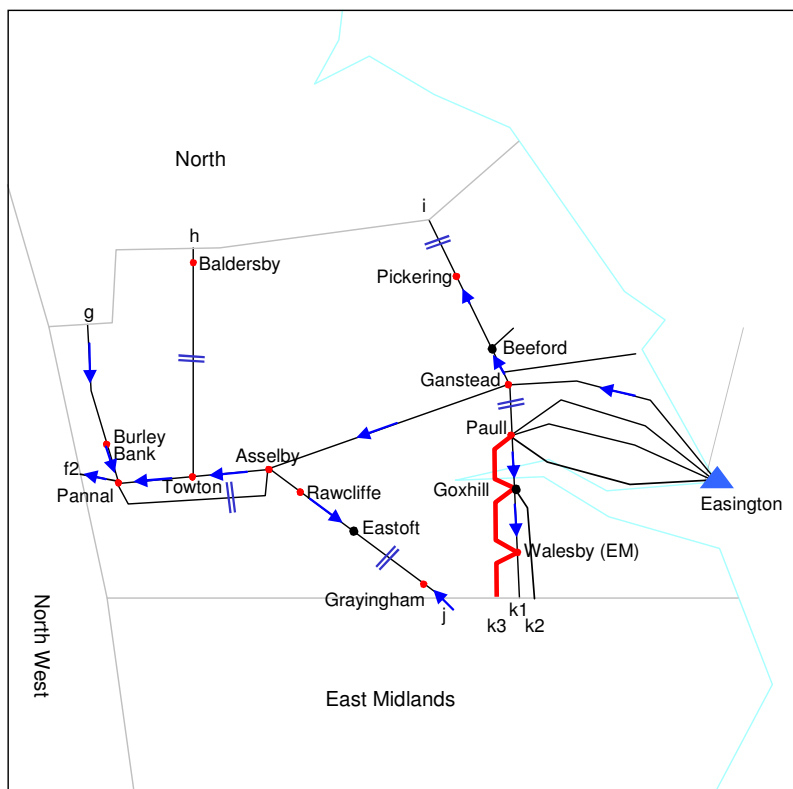 North
i
h
Baldersby
Pickering
g
Beeford
Ganstead
Paull
Burley
Bank
Asselby
f2
Pannal
Towton
Rawcliffe
Goxhill
Easington
Eastoft
Walesby (EM)
Grayingham
j
k1
k3
k2
North West
East Midlands